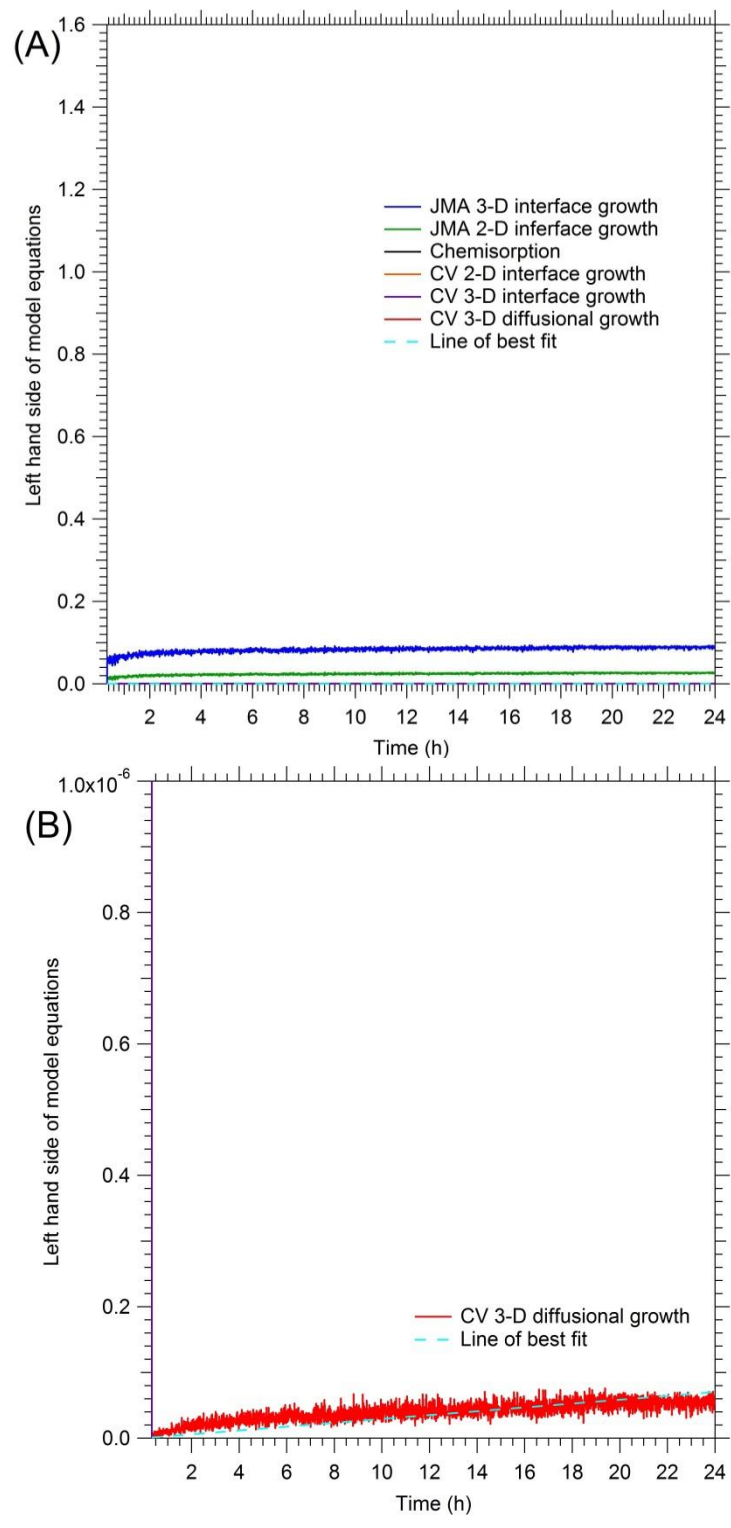 (A)
1.6
1.4
1.2
1.0
0.8
0.6
0.4
0.2
0.0
Left hand side of model equations
JMA 3-D interface growth
JMA 2-D inferface growth
Chemisorption
CV 2-D interface growth
CV 3-D interface growth
CV 3-D diffusional growth
Line of best fit
2 4 6 8 10 12 14 16 18 20 22 24
Time (h)
(B)
1.0x10⁻⁶
0.8
0.6
0.4
0.2
0.0
Left hand side of model equations
CV 3-D diffusional growth
Line of best fit
2 4 6 8 10 12 14 16 18 20 22 24
Time (h)